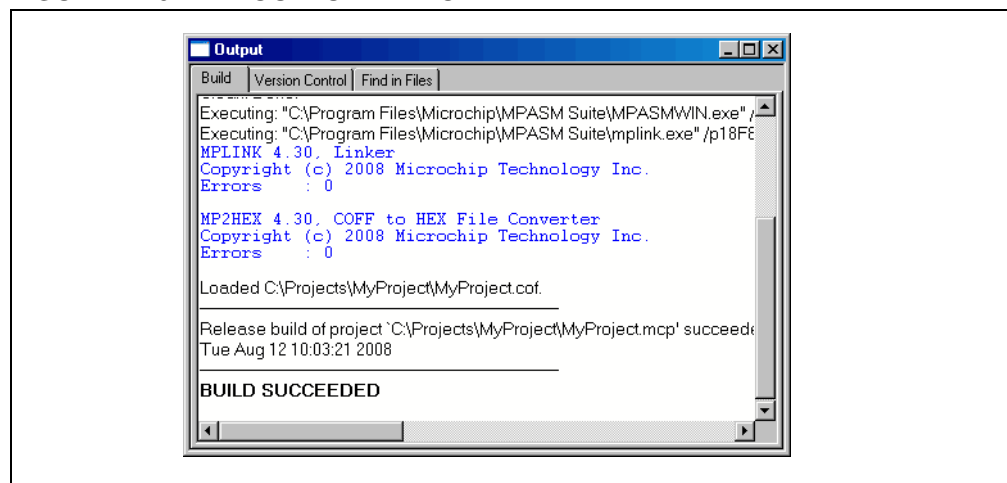 Output
Build Version Control Find in Files
Executing: "C:\Program Files\Microchip\MPASM Suite\MPASMWIN.exe" /
Executing: "C:\Program Files\Microchip\MPASM Suite\mplink.exe" /p18F8
MPLINK 4.30, Linker
Copyright (c) 2008 Microchip Technology Inc.
Errors : 0
MP2HEX 4.30, COFF to HEX File Converter
Copyright (c) 2008 Microchip Technology Inc.
Errors : 0
Loaded C:\Projects\MyProject\MyProject.cof.
Release build of project `C:\Projects\MyProject\MyProject.mcp' succeede
Tue Aug 12 10:03:21 2008
BUILD SUCCEEDED